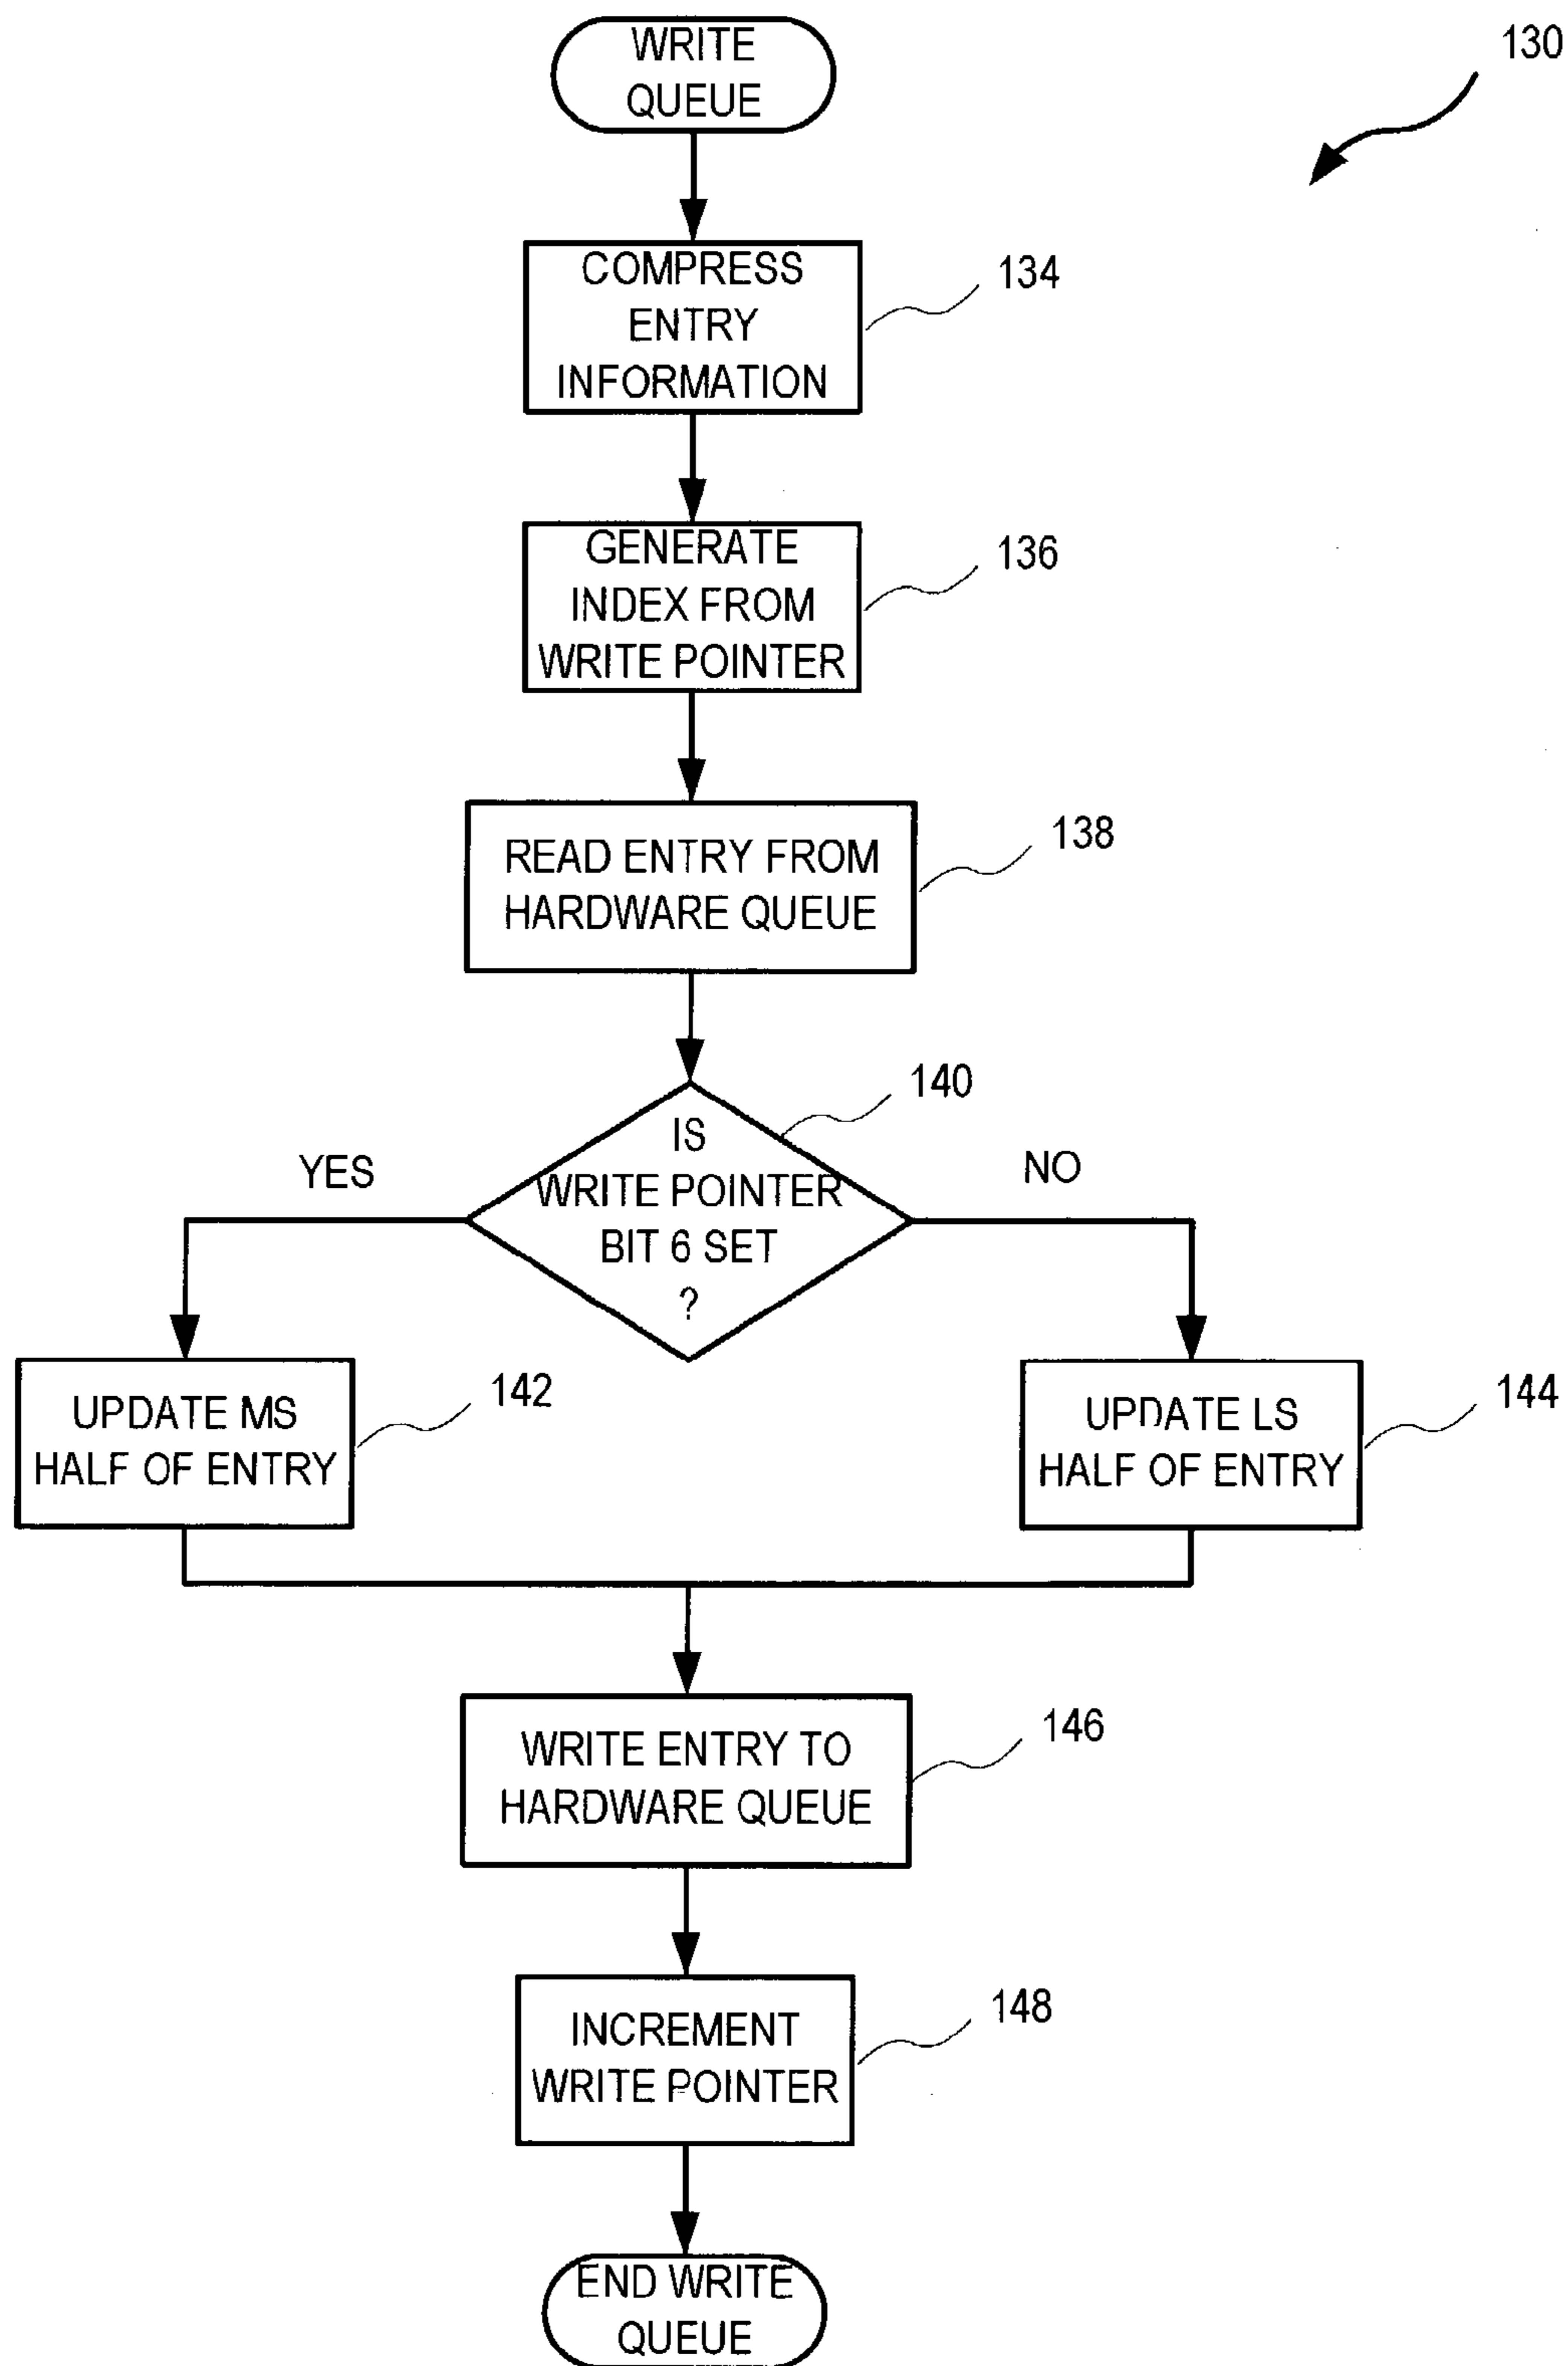 WRITE
QUEUE
130
COMPRESS
ENTRY
INFORMATION
134
GENERATE
INDEX FROM
WRITE POINTER
136
READ ENTRY FROM
HARDWARE QUEUE
138
140
IS
WRITE POINTER
BIT 6 SET
?
YES
NO
UPDATE MS
HALF OF ENTRY
142
UPDATE LS
HALF OF ENTRY
144
WRITE ENTRY TO
HARDWARE QUEUE
146
INCREMENT
WRITE POINTER
148
END WRITE
QUEUE